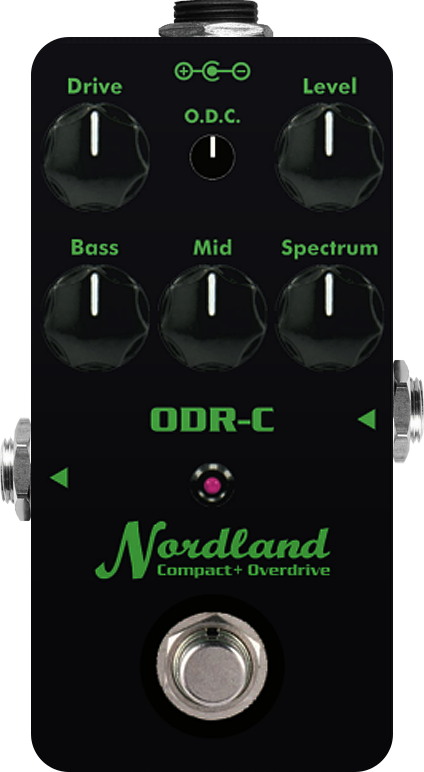 Drive
Level
O.D.C.
Bass
Mid
Spectrum
ODR-C
Nordland
Compact+ Overdrive